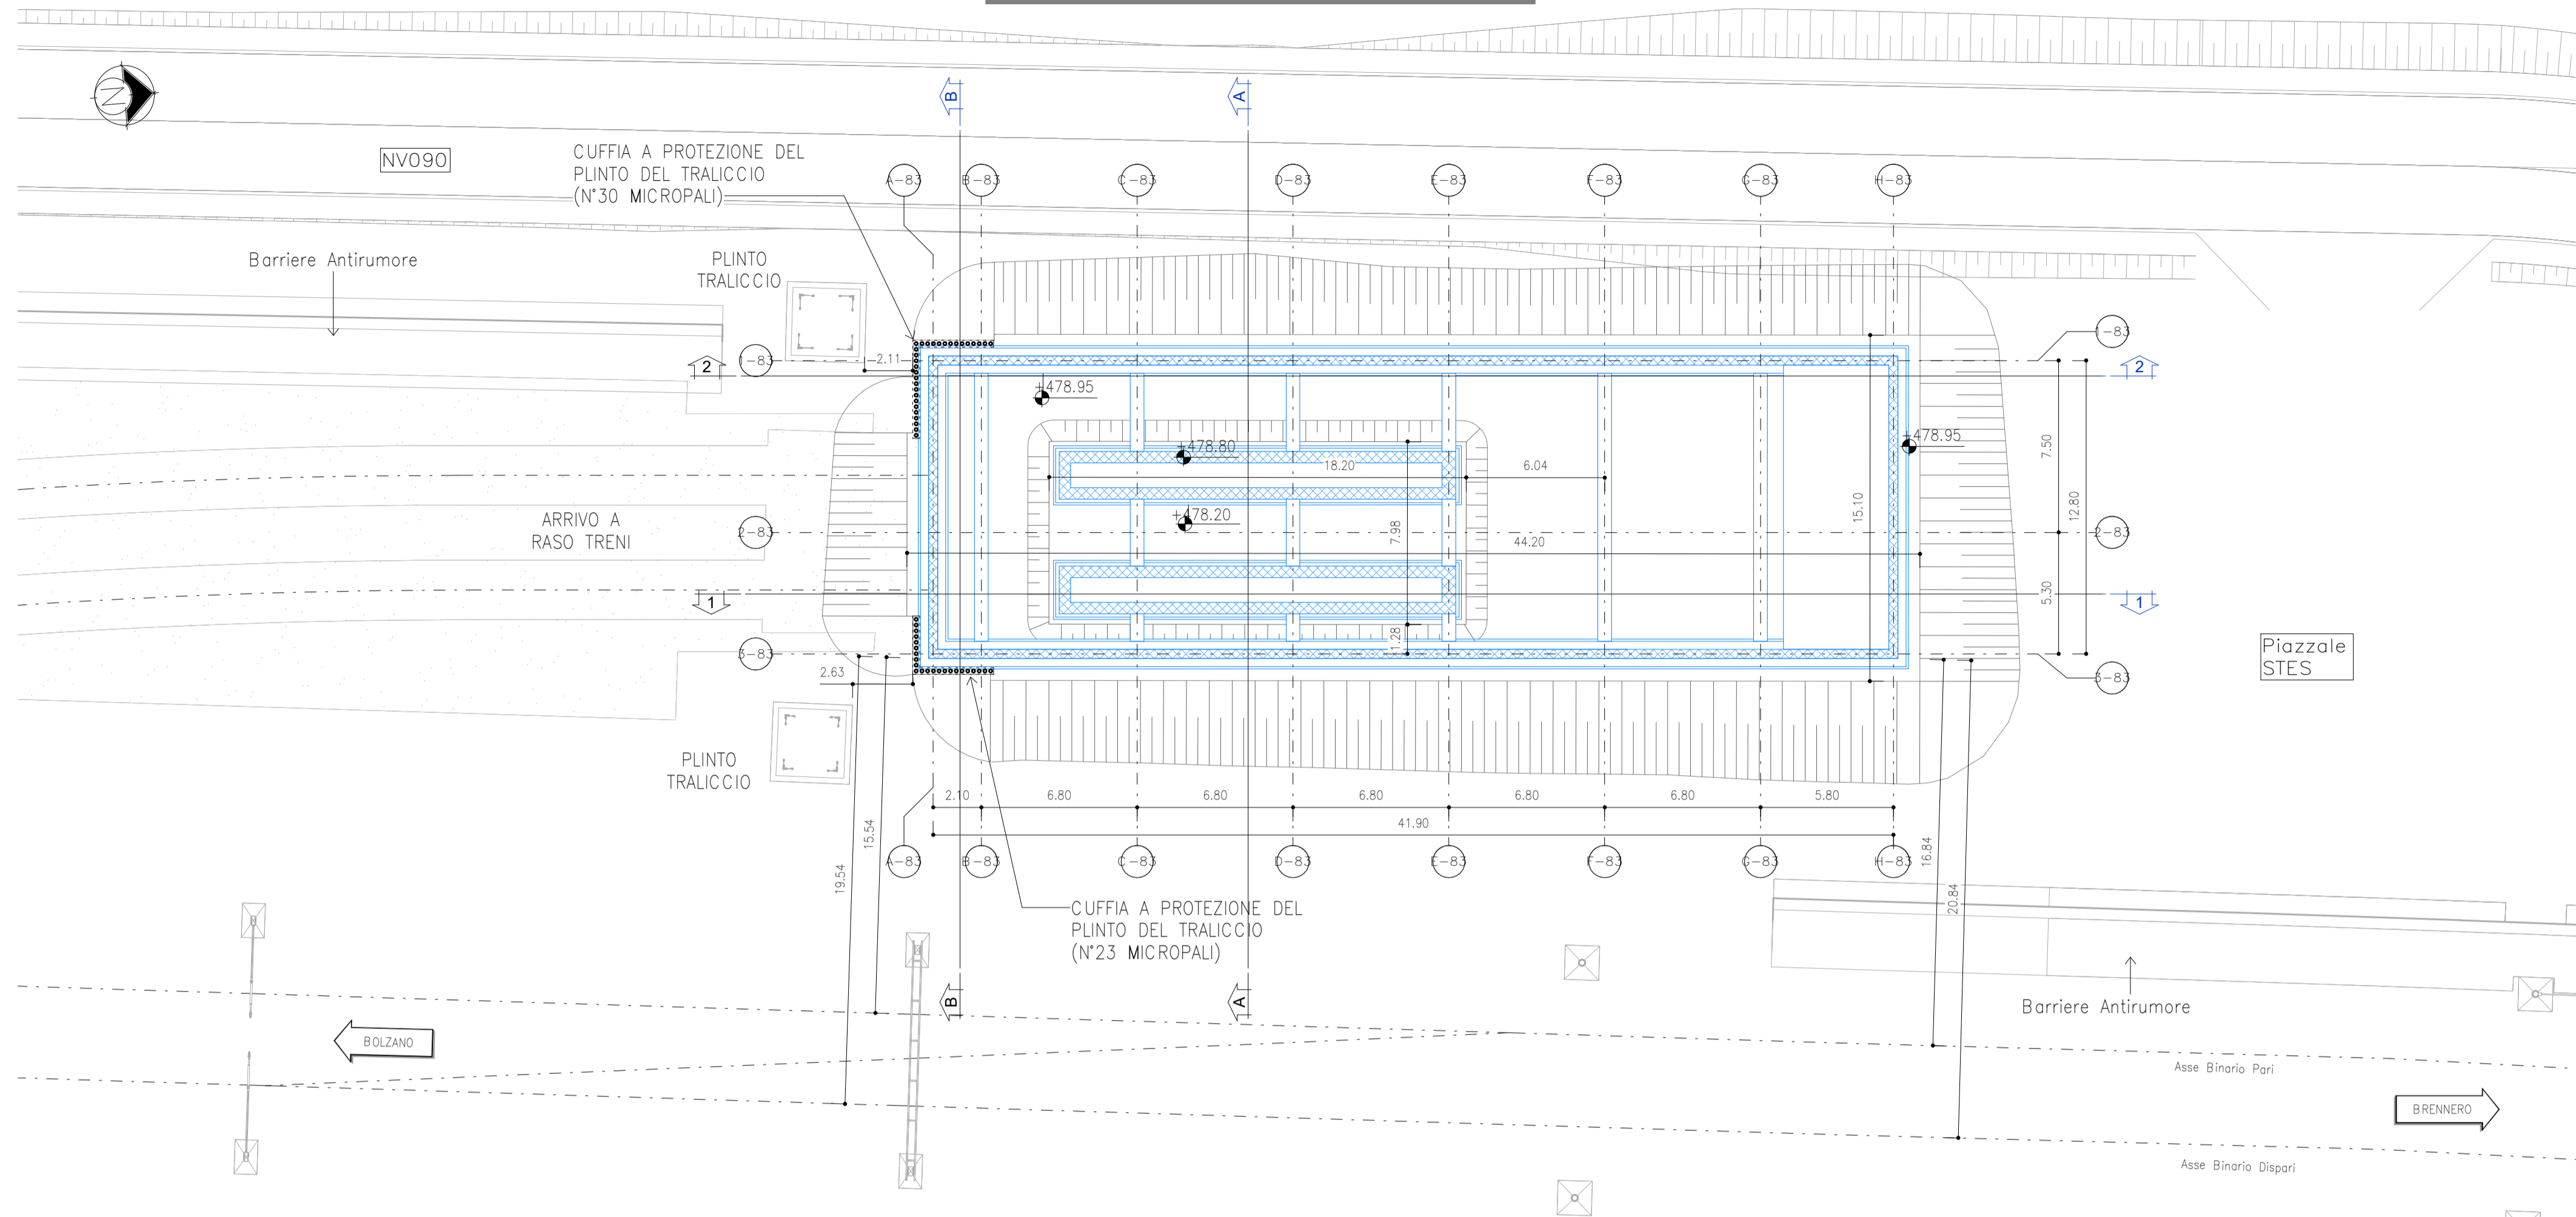 N
B
A
NV090
CUFFIA A PROTEZIONE DEL
PLINTO DEL TRALICCIO
(N°30 MICROPALI)
A-83
B-83
C-83
D-83
E-83
F-83
G-83
H-83
Barriere Antirumore
PLINTO
TRALICCIO
1-83
2.11
2
1-83
2
+478.95
+478.95
+478.80
18.20
6.04
7.50
12.80
15.10
+478.20
7.98
44.20
ARRIVO A
RASO TRENI
2-83
2-83
1
1
5.30
1.28
3-83
3-83
2.63
Piazzale
STES
PLINTO
TRALICCIO
2.10
6.80
6.80
6.80
6.80
6.80
5.80
41.90
15.54
19.54
16.84
20.84
A-83
B-83
C-83
D-83
E-83
F-83
G-83
H-83
CUFFIA A PROTEZIONE DEL
PLINTO DEL TRALICCIO
(N°23 MICROPALI)
B
A
Barriere Antirumore
BOLZANO
Asse Binario Pari
BRENNERO
Asse Binario Dispari